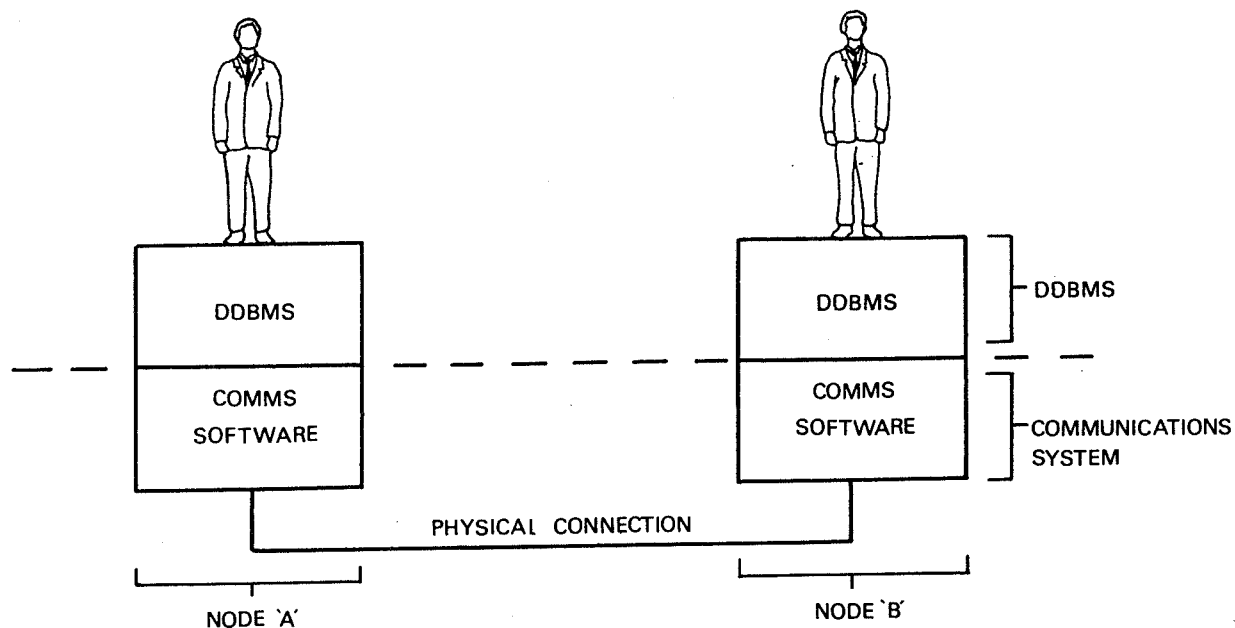 DDBMS
DDBMS
DDBMS
COMMS
SOFTWARE
COMMS
SOFTWARE
COMMUNICATIONS
SYSTEM
PHYSICAL CONNECTION
NODE 'A'
NODE 'B'